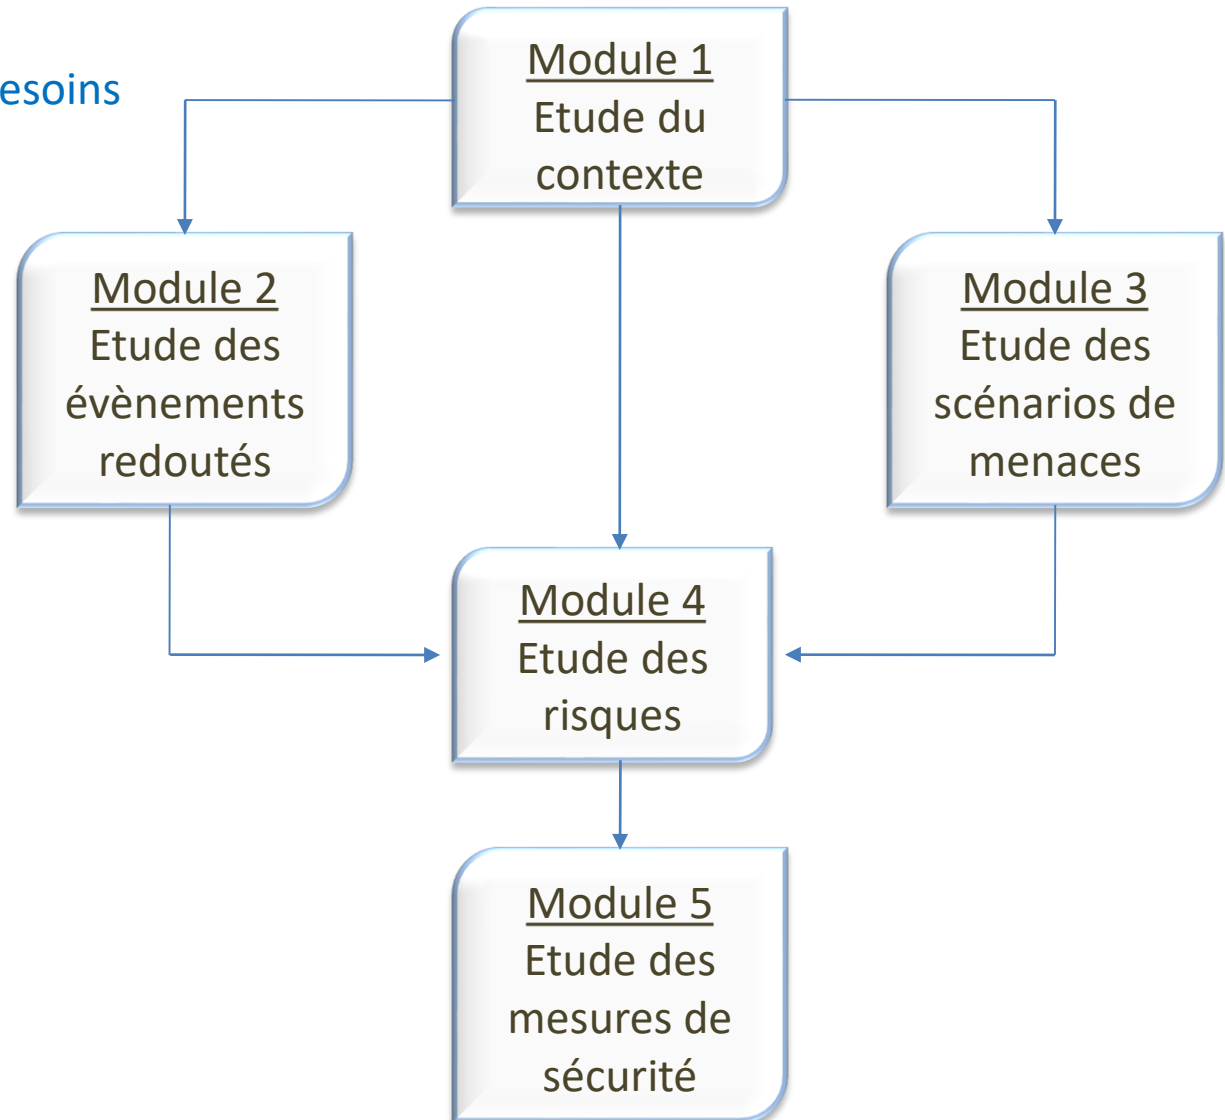 esoins
Module 1
Etude du
contexte
Module 2
Etude des
évènements
redoutés
Module 3
Etude des
scénarios de
menaces
Module 4
Etude des
risques
Module 5
Etude des
mesures de
sécurité